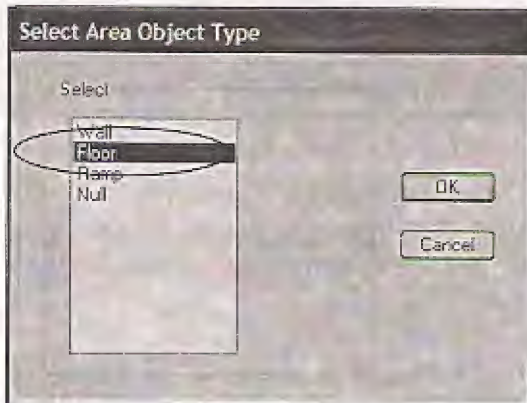 Select Area Object Type
Select
Wall
Floor
Ramp
Null
OK
Cancel